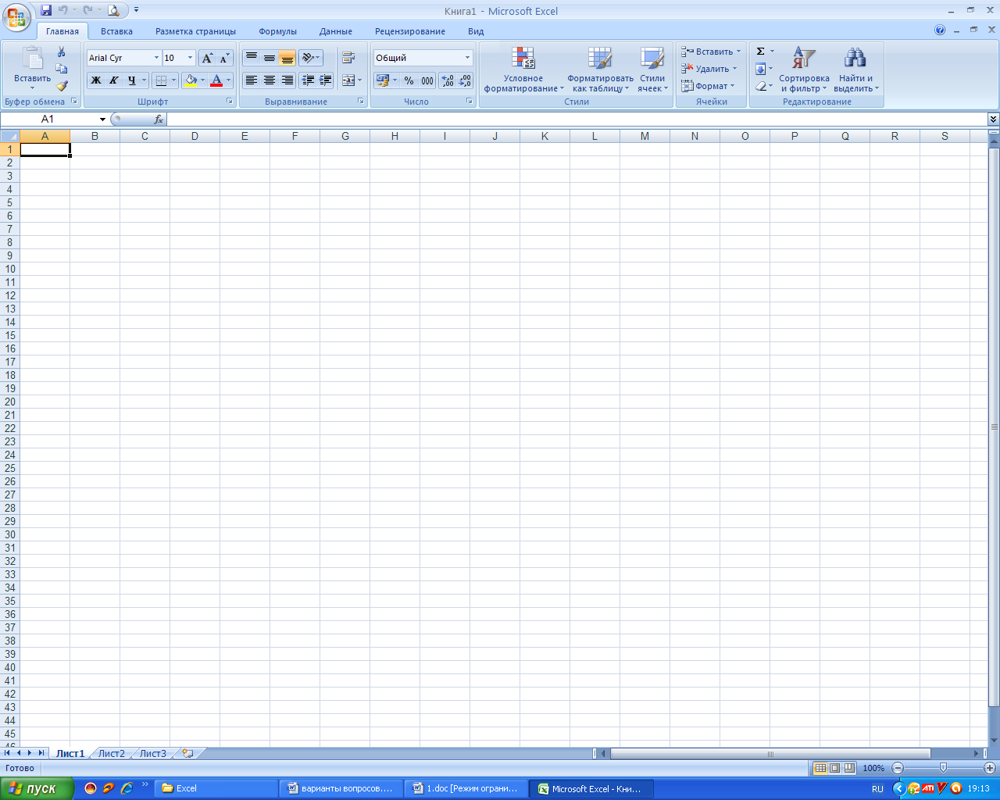 Книга1 - Microsoft Excel
Главная Вставка Разметка страницы Формулы Данные Рецензирование Вид
Вставить
Буфер обмена
Arial Cyr 10
Ж К Ч
Шрифт
Выравнивание
Общий
% 000
Число
Условное форматирование
Форматировать как таблицу
Стили ячеек
Стили
Вставить
Удалить
Формат
Ячейки
Σ
Сортировка и фильтр
Найти и выделить
Редактирование
A1 fx
A B C D E F G H I J K L M N O P Q R S
1
2
3
4
5
6
7
8
9
10
11
12
13
14
15
16
17
18
19
20
21
22
23
24
25
26
27
28
29
30
31
32
33
34
35
36
37
38
39
40
41
42
43
44
45
46
Лист1 Лист2 Лист3
Готово 100%
пуск Excel варианты вопросов.... 1.doc [Режим ограни... Microsoft Excel - Кни... RU 19:13